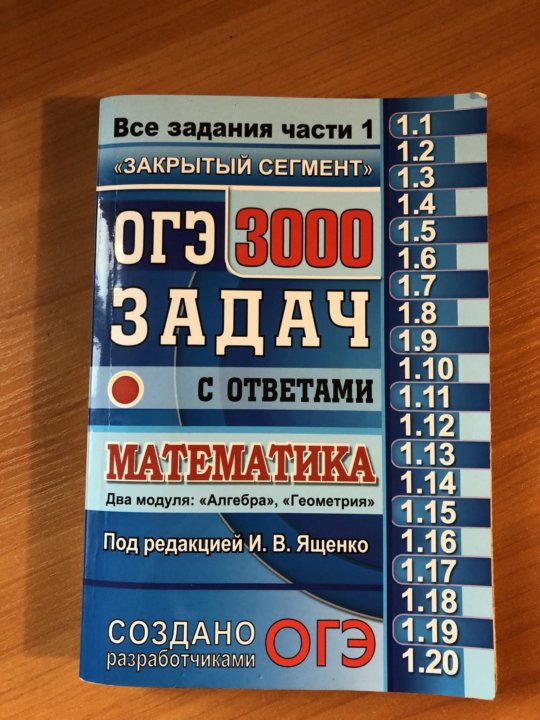 Все задания части 1
«ЗАКРЫТЫЙ СЕГМЕНТ»
ОГЭ 3000
ЗАДАЧ
С ОТВЕТАМИ
МАТЕМАТИКА
Два модуля: «Алгебра», «Геометрия»
Под редакцией И. В. Ященко
СОЗДАНО
разработчиками ОГЭ
1.1
1.2
1.3
1.4
1.5
1.6
1.7
1.8
1.9
1.10
1.11
1.12
1.13
1.14
1.15
1.16
1.17
1.18
1.19
1.20